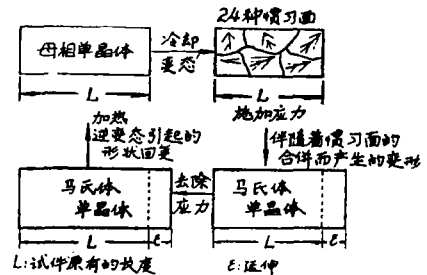 24种惯习面
母相单晶体
冷却
变态
L
L
加热
逆变态引起的
形状回复
施加应力
伴随着惯习面的
合併而产生的变形
马氏体
单晶体
去除
应力
马氏体
单晶体
L
ε
L
ε
L:试件原有的长度
ε:延伸